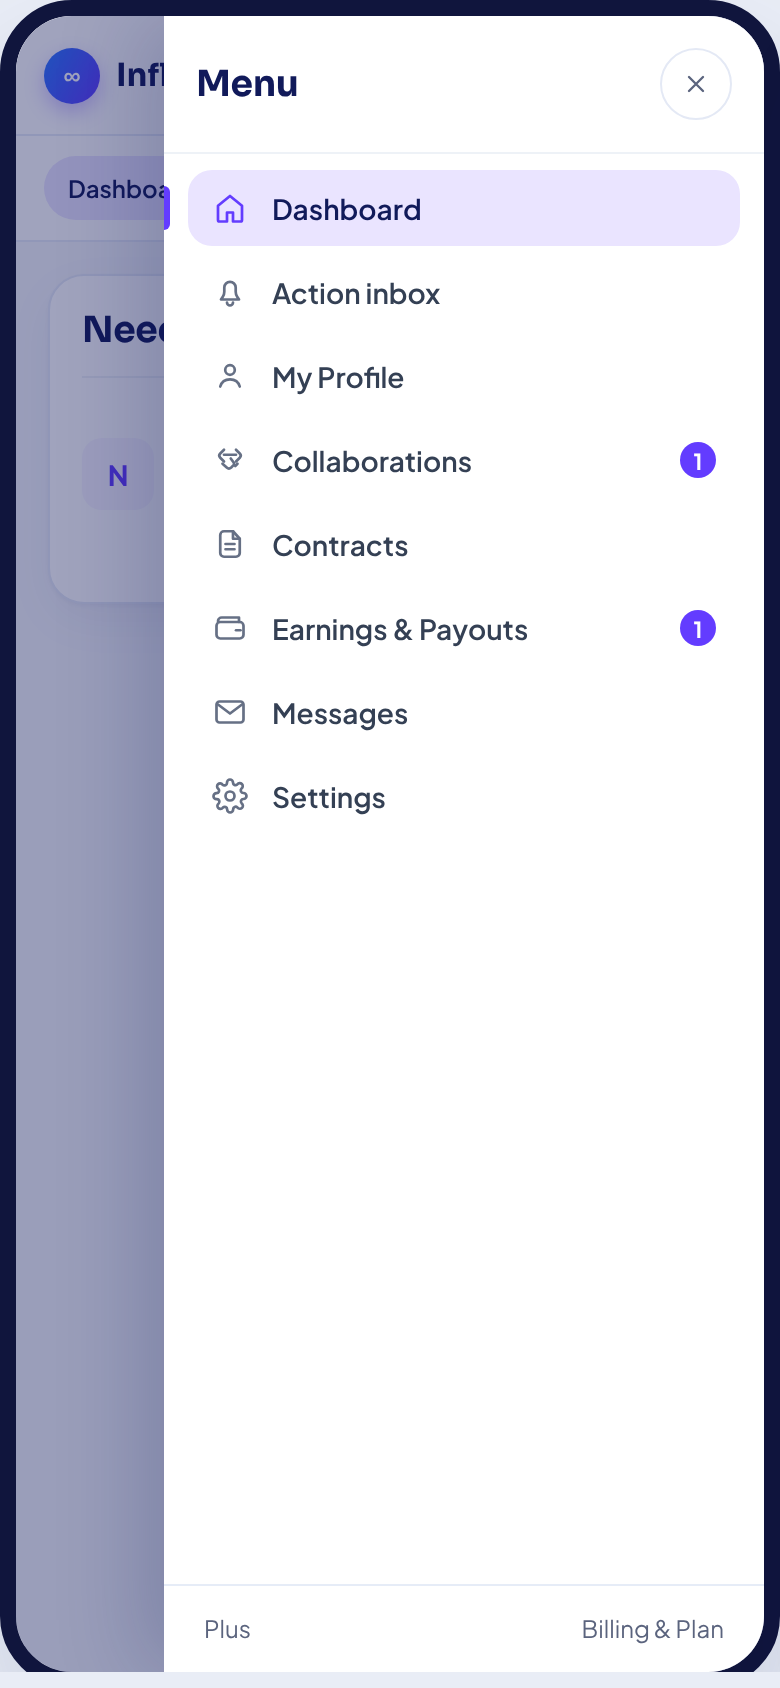 ∞ Infl
Menu
Dashboa
Dashboard
Action inbox
Need
My Profile
N
Collaborations 1
Contracts
Earnings & Payouts 1
Messages
Settings
Plus Billing & Plan